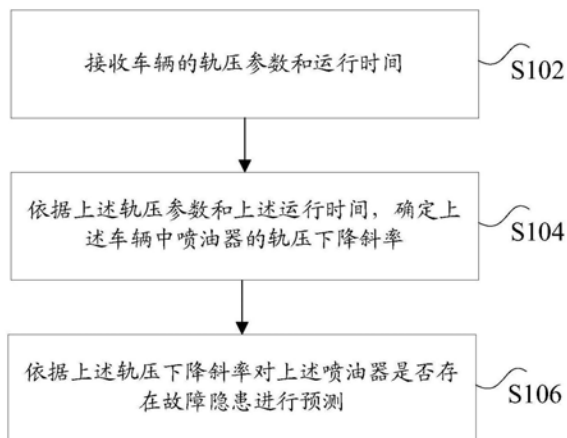 接收车辆的轨压参数和运行时间
S102
依据上述轨压参数和上述运行时间，确定上
述车辆中喷油器的轨压下降斜率
S104
依据上述轨压下降斜率对上述喷油器是否存
在故障隐患进行预测
S106